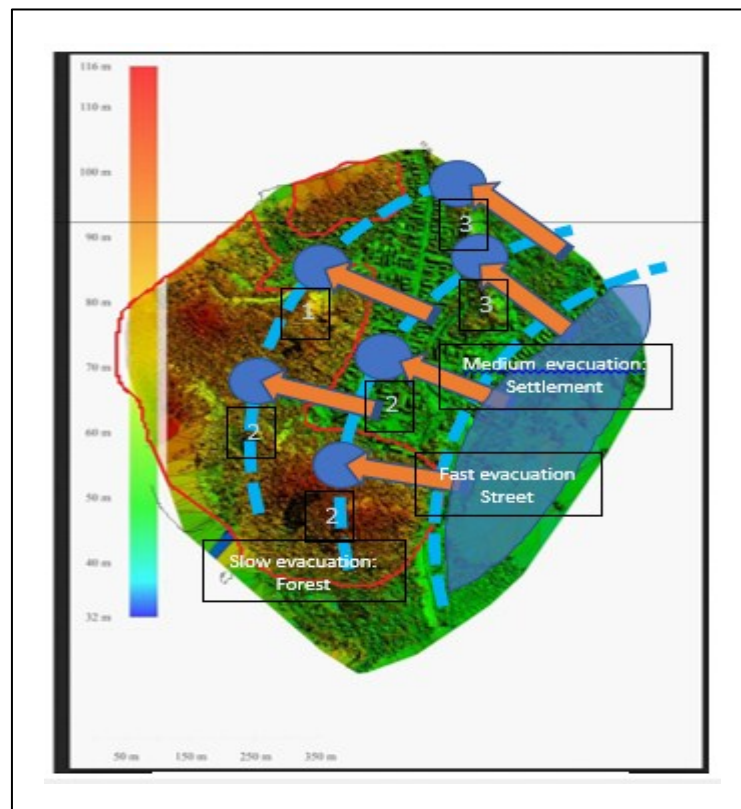 116 m
110 m
100 m
90 m
80 m
70 m
60 m
50 m
40 m
32 m
3
3
1
2
2
2
Medium evacuation:
Settlement
Fast evacuation
Street
Slow evacuation:
Forest
50 m 150 m 250 m 350 m